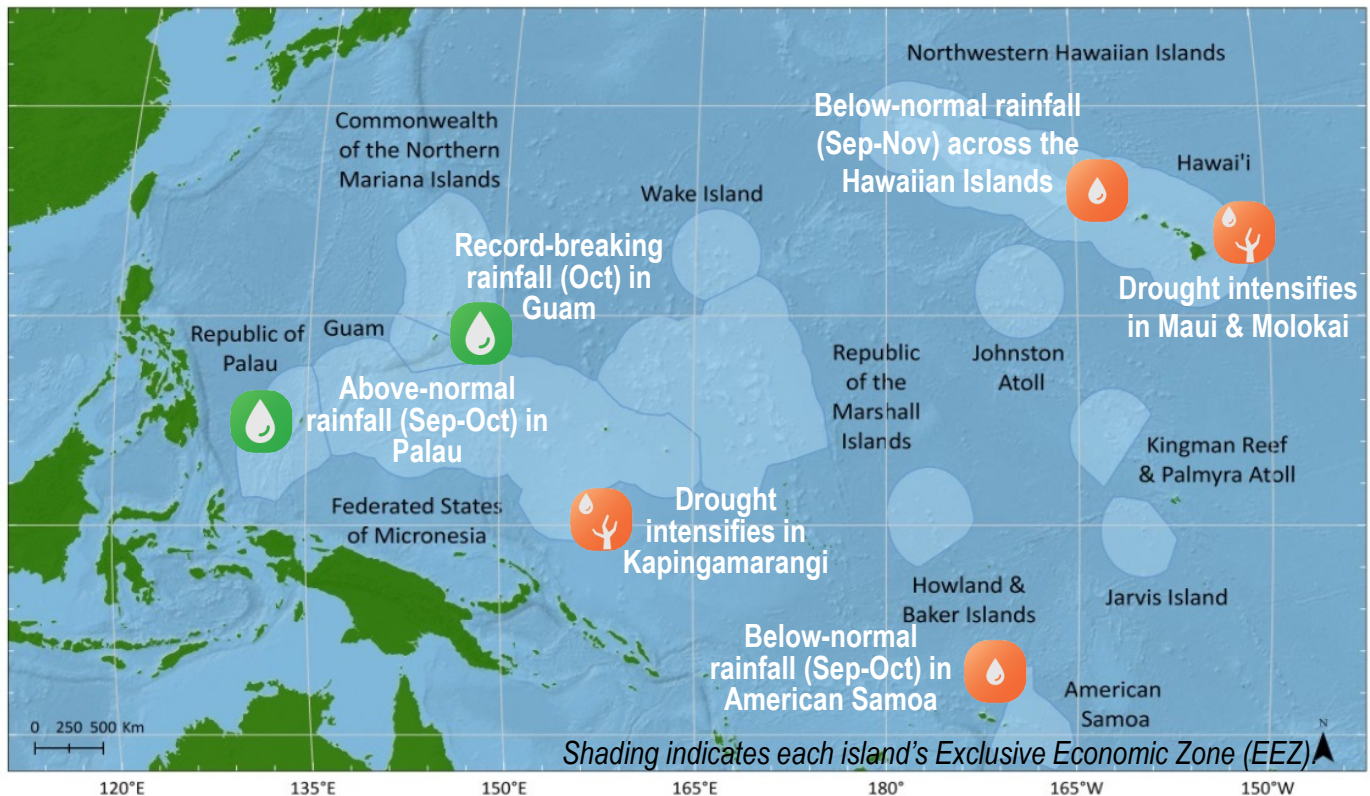 Northwestern Hawaiian Islands
Below-normal rainfall
(Sep-Nov) across the
Hawaiian Islands
Hawai'i
Commonwealth
of the Northern
Mariana Islands
Wake Island
Record-breaking
rainfall (Oct) in
Guam
Drought intensifies
in Maui & Molokai
Republic of
Palau
Guam
Above-normal
rainfall (Sep-Oct) in
Palau
Republic
of the
Marshall
Islands
Johnston
Atoll
Kingman Reef
& Palmyra Atoll
Federated States
of Micronesia
Drought
intensifies in
Kapingamarangi
Howland &
Baker Islands
Jarvis Island
Below-normal
rainfall (Sep-Oct) in
American Samoa
American
Samoa
0 250 500 Km
N
Shading indicates each island's Exclusive Economic Zone (EEZ).
120°E 135°E 150°E 165°E 180° 165°W 150°W